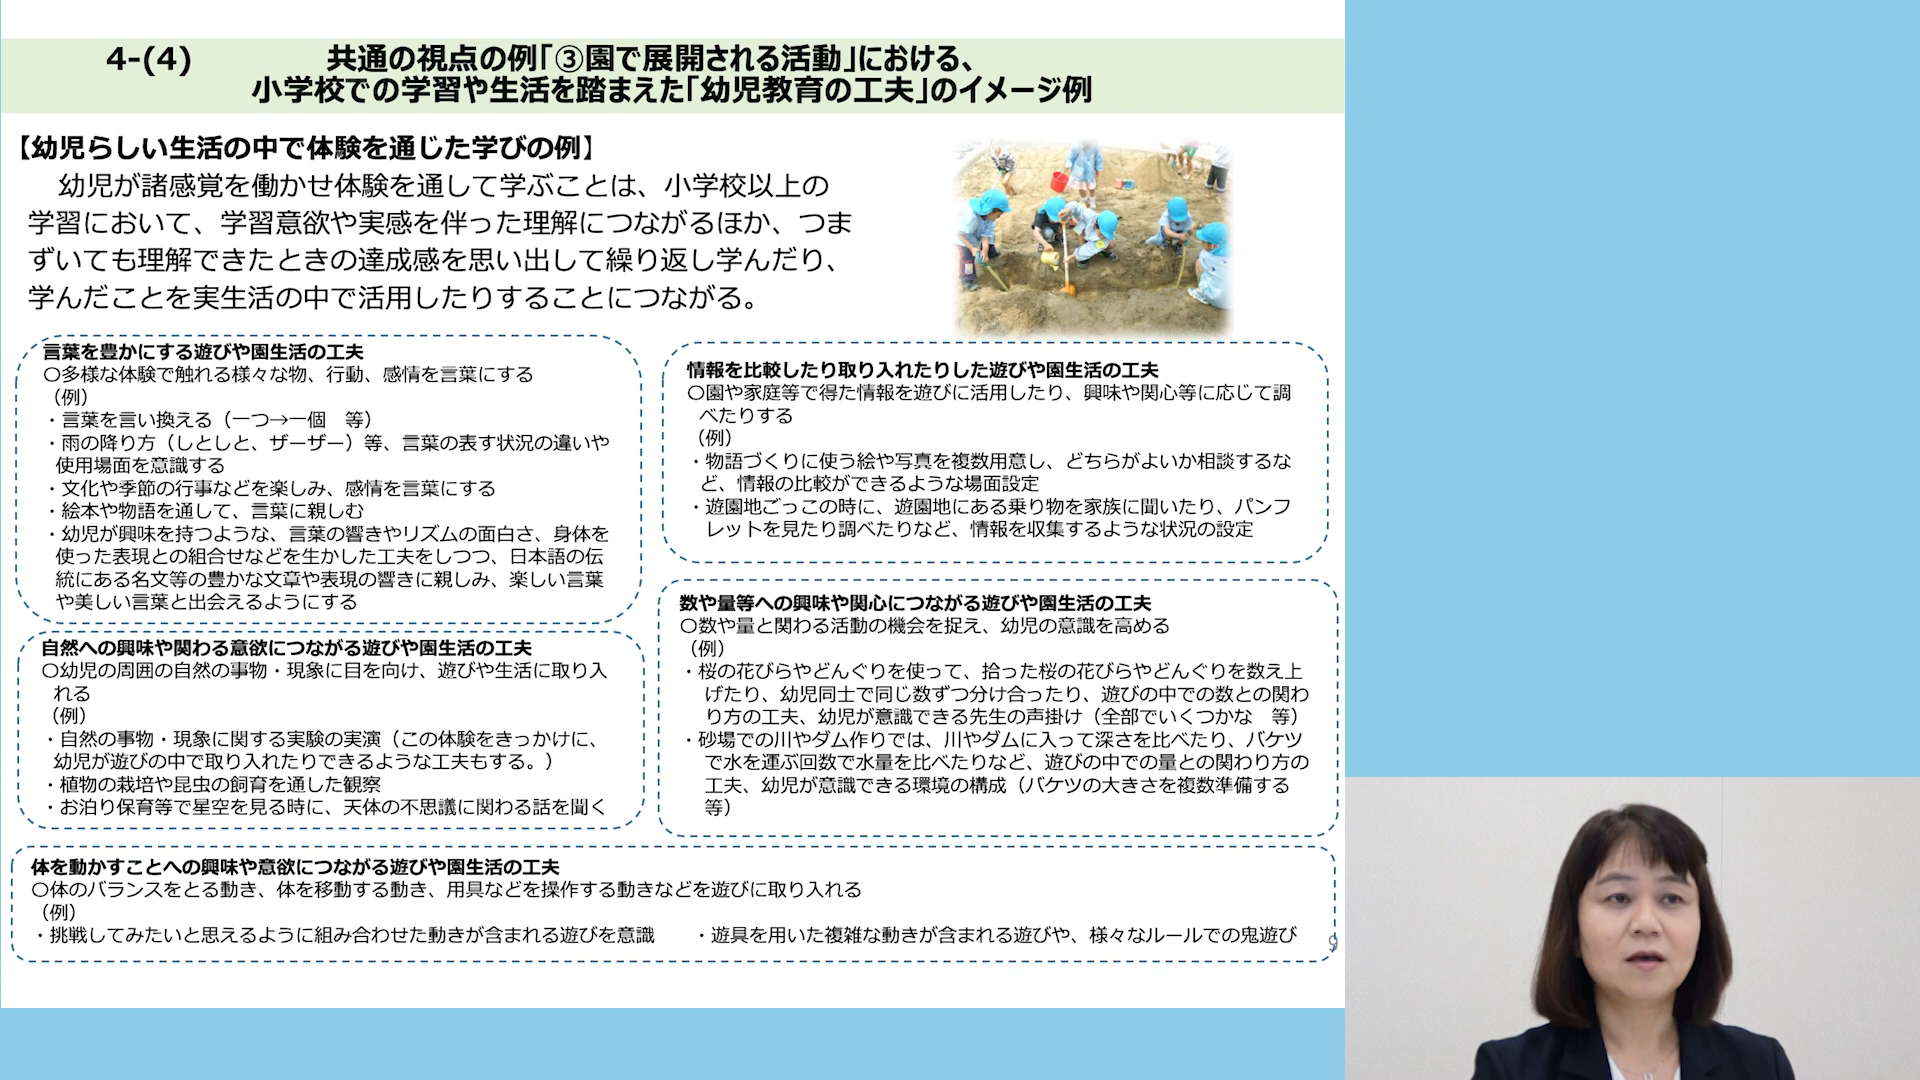 4-(4) 共通の視点の例「③園で展開される活動」における、
小学校での学習や生活を踏まえた「幼児教育の工夫」のイメージ例
【幼児らしい生活の中で体験を通じた学びの例】
幼児が諸感覚を働かせ体験を通して学ぶことは、小学校以上の
学習において、学習意欲や実感を伴った理解につながるほか、つま
ずいても理解できたときの達成感を思い出して繰り返し学んだり、
学んだことを実生活の中で活用したりすることにつながる。
言葉を豊かにする遊びや園生活の工夫
○多様な体験で触れる様々な物、行動、感情を言葉にする
（例）
・言葉を言い換える（一つ→一個　等）
・雨の降り方（しとしと、ザーザー）等、言葉の表す状況の違いや
使用場面を意識する
・文化や季節の行事などを楽しみ、感情を言葉にする
・絵本や物語を通して、言葉に親しむ
・幼児が興味を持つような、言葉の響きやリズムの面白さ、身体を
使った表現との組合せなどを生かした工夫をしつつ、日本語の伝
統にある名文等の豊かな文章や表現の響きに親しみ、楽しい言葉
や美しい言葉と出会えるようにする
自然への興味や関わる意欲につながる遊びや園生活の工夫
○幼児の周囲の自然の事物・現象に目を向け、遊びや生活に取り入
れる
（例）
・自然の事物・現象に関する実験の実演（この体験をきっかけに、
幼児が遊びの中で取り入れたりできるような工夫もする。）
・植物の栽培や昆虫の飼育を通した観察
・お泊り保育等で星空を見る時に、天体の不思議に関わる話を聞く
情報を比較したり取り入れたりした遊びや園生活の工夫
○園や家庭等で得た情報を遊びに活用したり、興味や関心等に応じて調
べたりする
（例）
・物語づくりに使う絵や写真を複数用意し、どちらがよいか相談するな
ど、情報の比較ができるような場面設定
・遊園地ごっこの時に、遊園地にある乗り物を家族に聞いたり、パンフ
レットを見たり調べたりなど、情報を収集するような状況の設定
数や量等への興味や関心につながる遊びや園生活の工夫
○数や量と関わる活動の機会を捉え、幼児の意識を高める
（例）
・桜の花びらやどんぐりを使って、拾った桜の花びらやどんぐりを数え上
げたり、幼児同士で同じ数ずつ分け合ったり、遊びの中での数との関わ
り方の工夫、幼児が意識できる先生の声掛け（全部でいくつかな　等）
・砂場での川やダム作りでは、川やダムに入って深さを比べたり、バケツ
で水を運ぶ回数で水量を比べたりなど、遊びの中での量との関わり方の
工夫、幼児が意識できる環境の構成（バケツの大きさを複数準備する
等）
体を動かすことへの興味や意欲につながる遊びや園生活の工夫
○体のバランスをとる動き、体を移動する動き、用具などを操作する動きなどを遊びに取り入れる
（例）
・挑戦してみたいと思えるように組み合わせた動きが含まれる遊びを意識　・遊具を用いた複雑な動きが含まれる遊びや、様々なルールでの鬼遊び
9